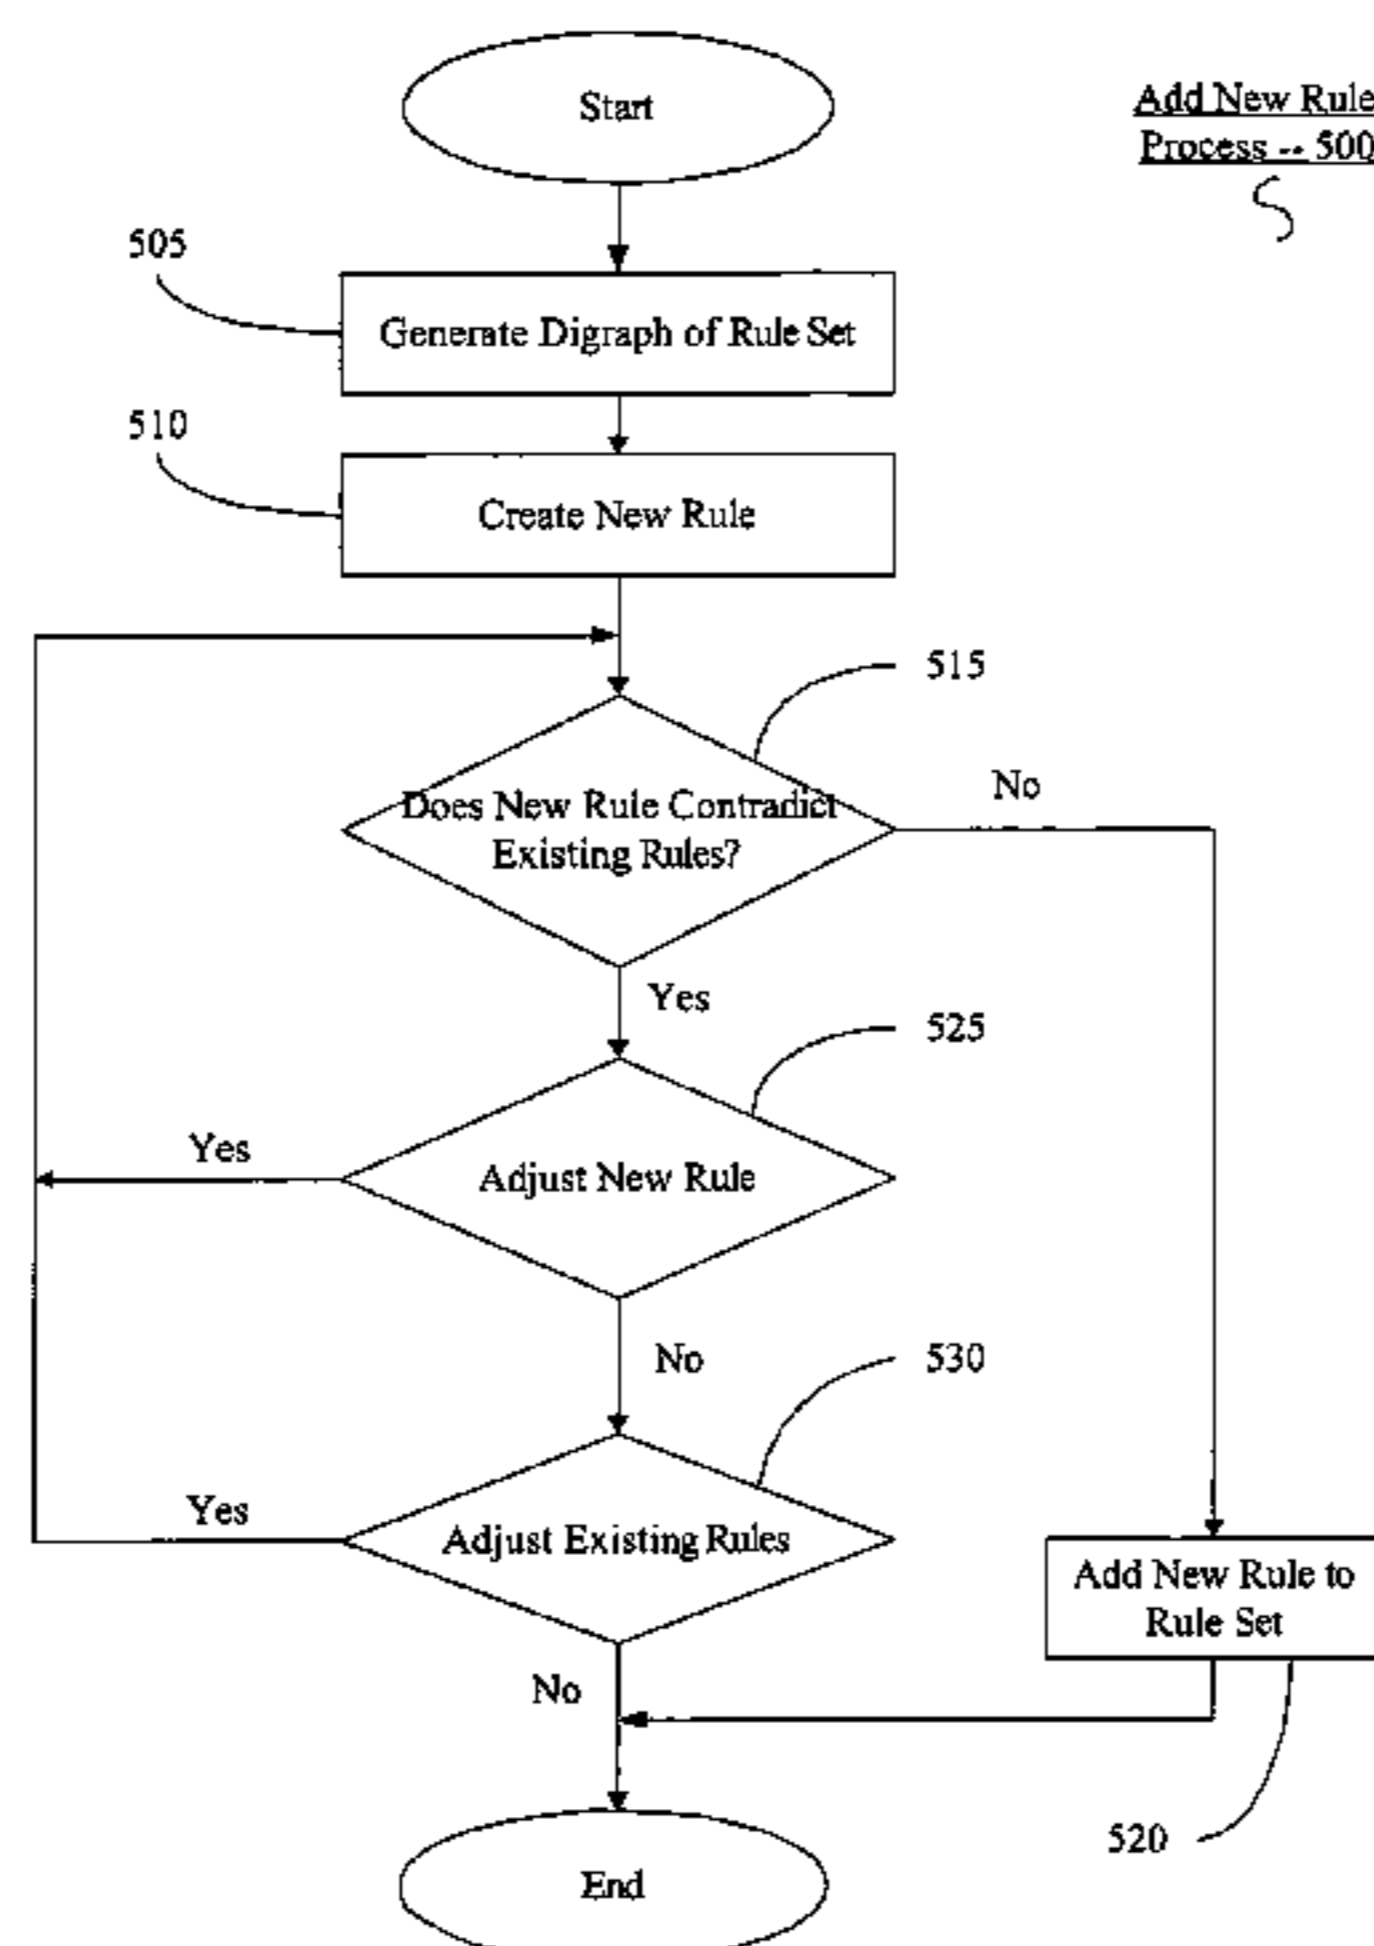 Start
Add New Rule
Process -- 500
505
Generate Digraph of Rule Set
510
Create New Rule
515
Does New Rule Contradict
Existing Rules?
No
Yes
525
Yes
Adjust New Rule
No
530
Yes
Adjust Existing Rules
Add New Rule to
Rule Set
No
520
End